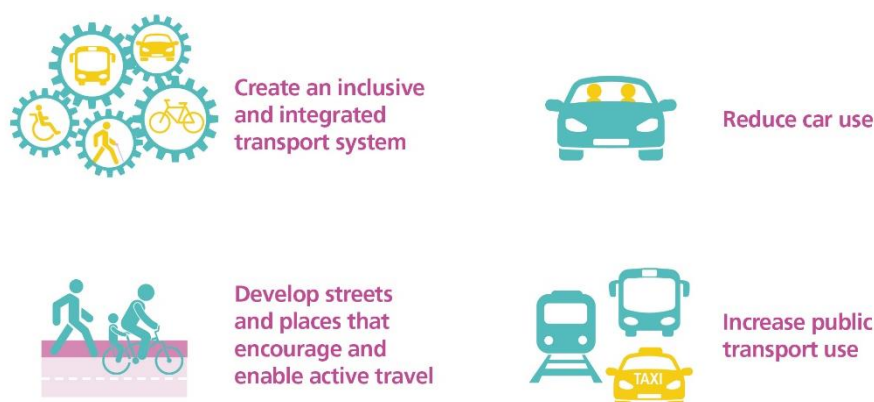 Create an inclusive
and integrated
transport system
Reduce car use
Develop streets
and places that
encourage and
enable active travel
Increase public
transport use
TAXI